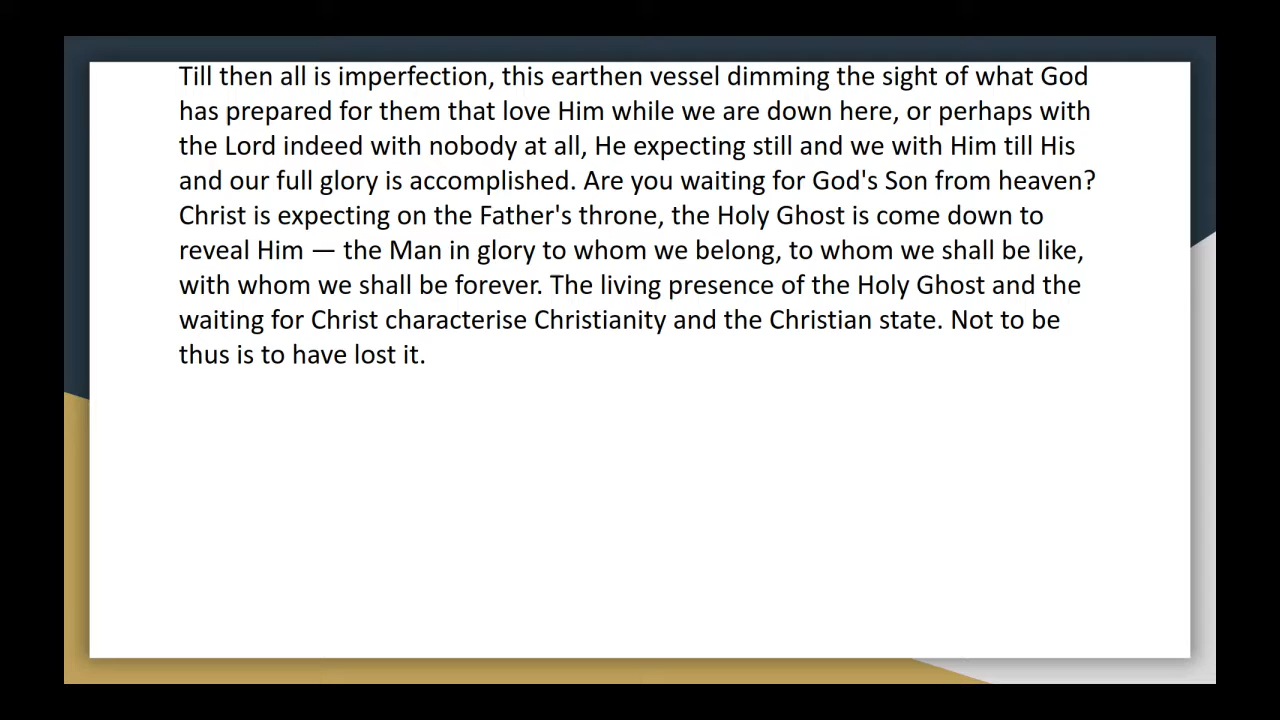 Till then all is imperfection, this earthen vessel dimming the sight of what God
has prepared for them that love Him while we are down here, or perhaps with
the Lord indeed with nobody at all, He expecting still and we with Him till His
and our full glory is accomplished. Are you waiting for God's Son from heaven?
Christ is expecting on the Father's throne, the Holy Ghost is come down to
reveal Him — the Man in glory to whom we belong, to whom we shall be like,
with whom we shall be forever. The living presence of the Holy Ghost and the
waiting for Christ characterise Christianity and the Christian state. Not to be
thus is to have lost it.